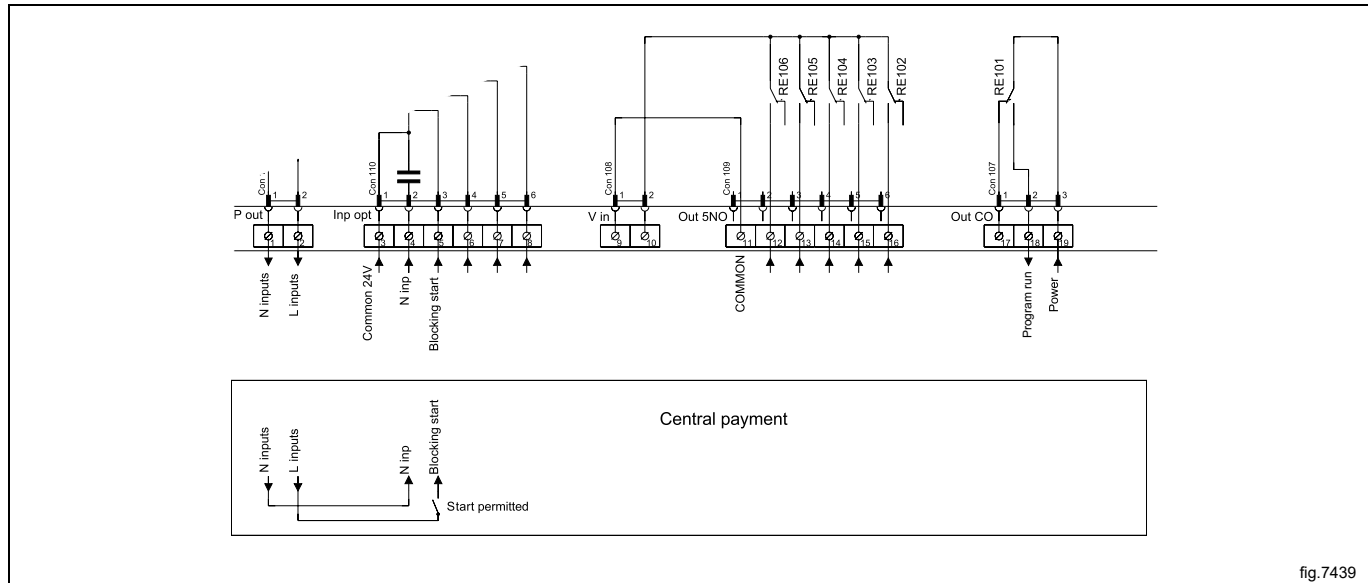 RE106
RE105
RE104
RE103
RE102
RE101
Con 110
Con 108
Con 109
Con 107
1 2
1 2 3 4 5 6
1 2
1 2 3 4 5 6
1 2 3
P out
Inp opt
V in
Out 5NO
Out CO
1 2
3 4 5 6 7 8
9 10
11 12 13 14 15 16
17 18 19
N inputs
L inputs
Common 24V
N inp
Blocking start
COMMON
Program run
Power
Central payment
N inputs
L inputs
N inp
Blocking start
Start permitted
fig.7439